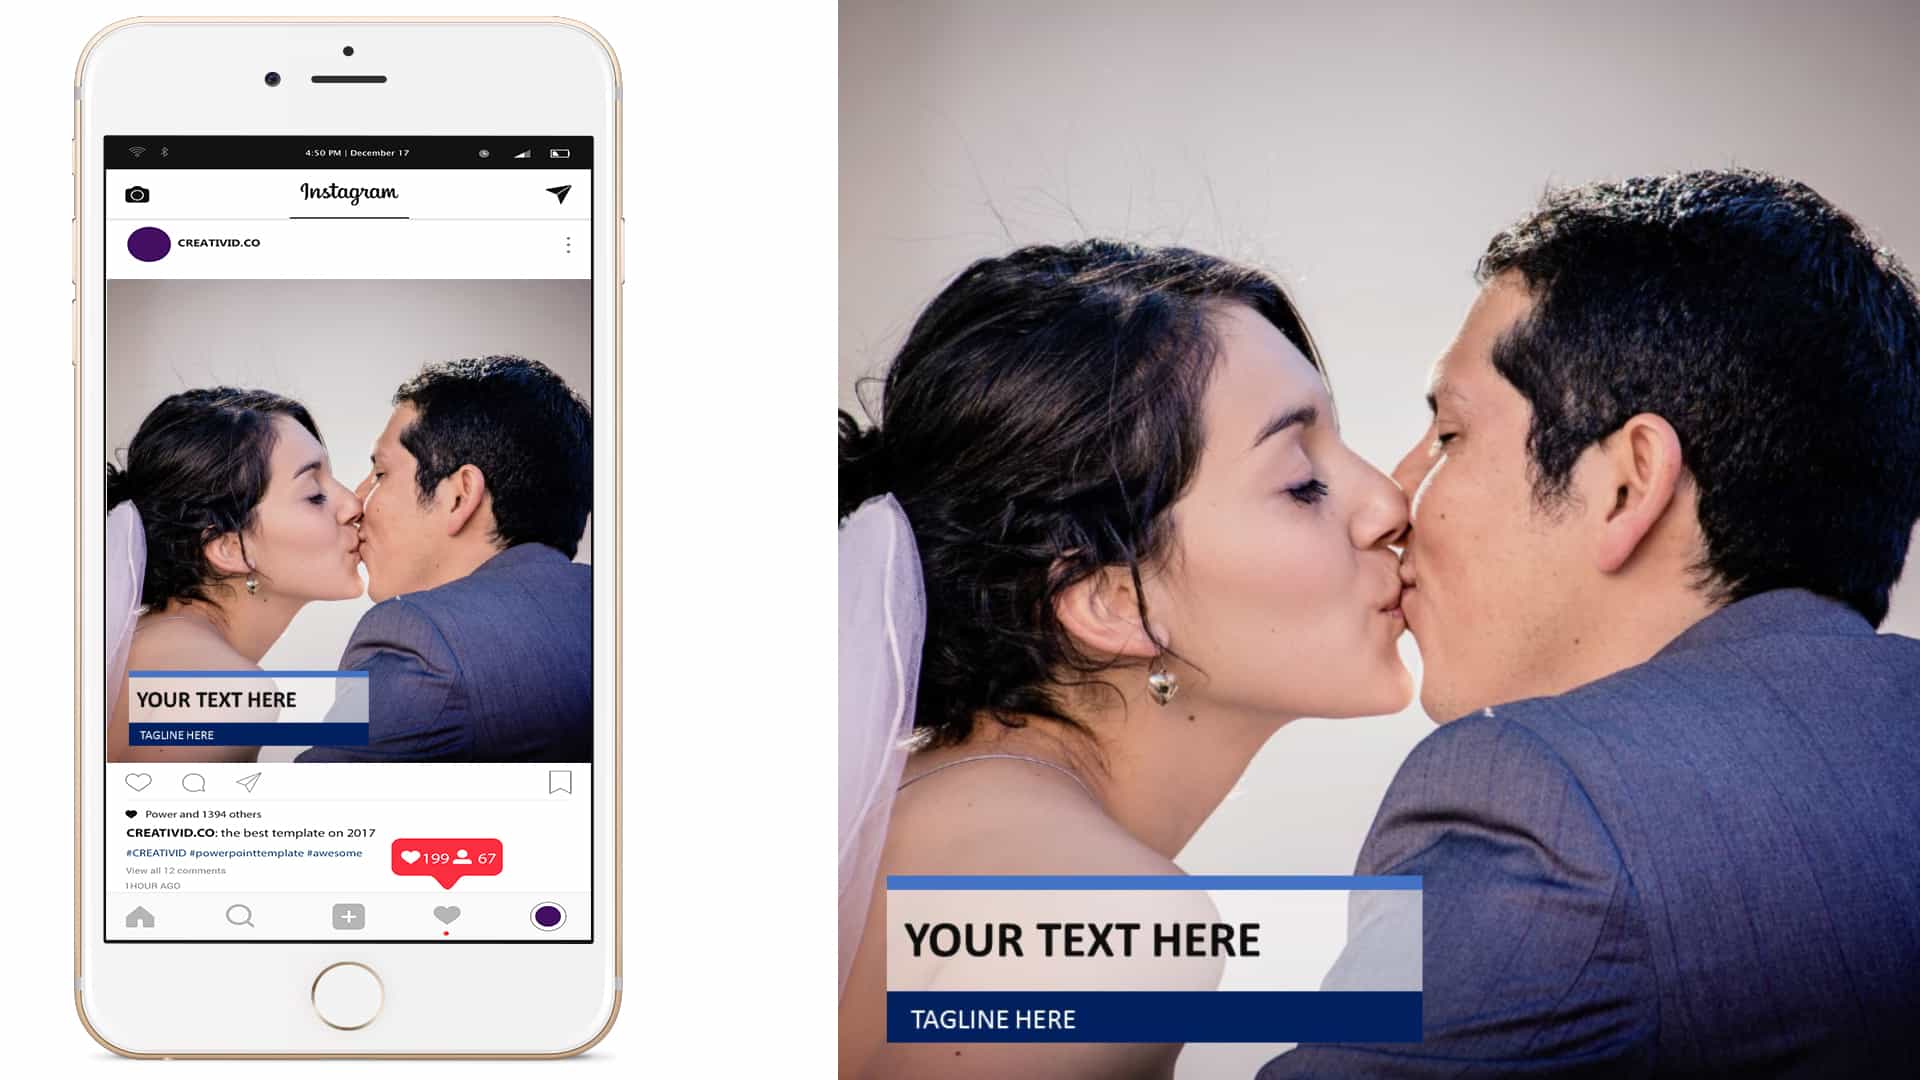 4:50 PM | December 17
Instagram
CREATIVID.CO
YOUR TEXT HERE
TAGLINE HERE
Power and 1394 others
CREATIVID.CO: the best template on 2017
#CREATIVID #powerpointtemplate #awesome
View all 12 comments
1HOUR AGO
199 67
YOUR TEXT HERE
TAGLINE HERE